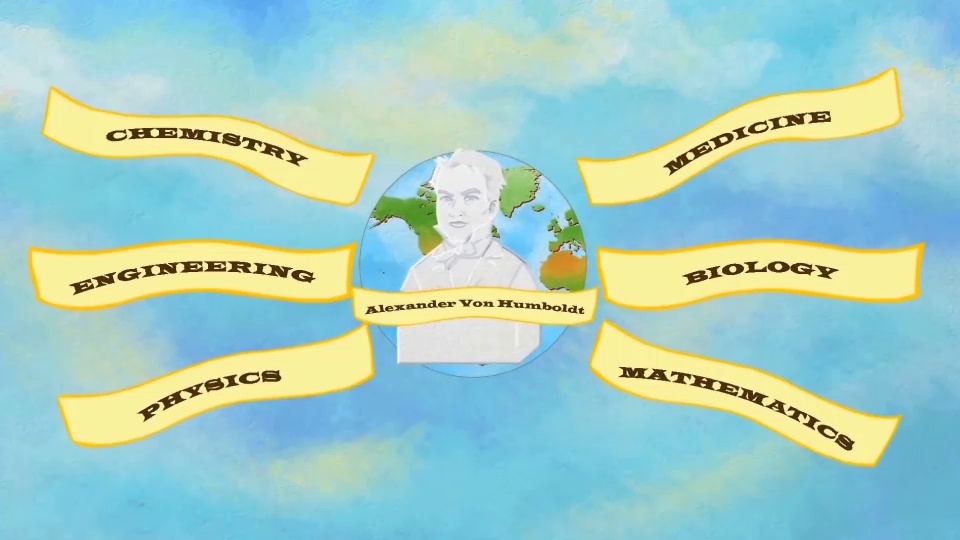 CHEMISTRY
MEDICINE
ENGINEERING
BIOLOGY
Alexander Von Humboldt
PHYSICS
MATHEMATICS